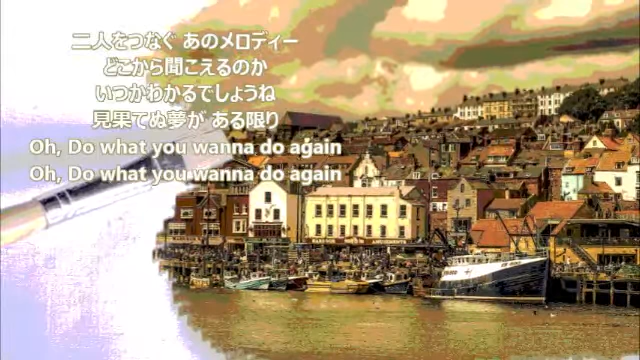 二人をつなぐ あのメロディー
どこから聞こえるのか
いつかわかるでしょうね
見果てぬ夢が ある限り
Oh, Do what you wanna do again
Oh, Do what you wanna do again